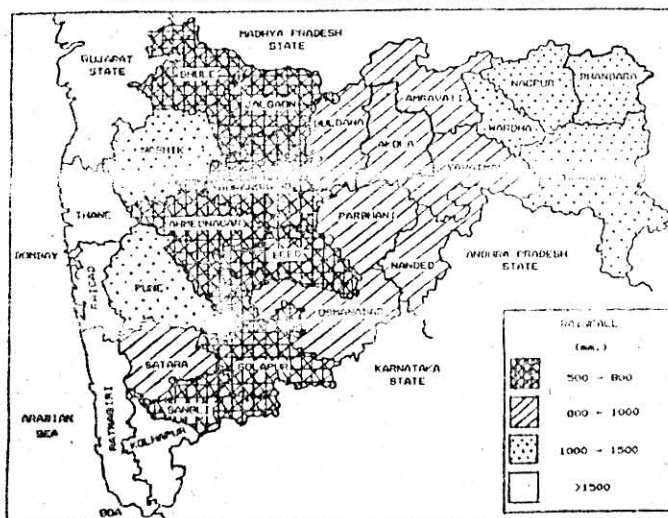 MADHYA PRADESH
STATE
GUJARAT
STATE
DHULE
JALGAON
NAGPUR
BHANDARA
AMRAVATI
BULDANA
WARDHA
AKOLA
NASHIK
THANE
AHMEDNAGAR
PARBHANI
BEED
BOMBAY
RAIGAD
PUNE
NANDED
ANDHRA PRADESH
STATE
OSMANABAD
SATARA
SOLAPUR
KARNATAKA
STATE
SANGLI
ARABIAN
SEA
RATNAGIRI
KOLHAPUR
GOA
RAINFALL
(mm.)
500 - 800
800 - 1000
1000 - 1500
>1500